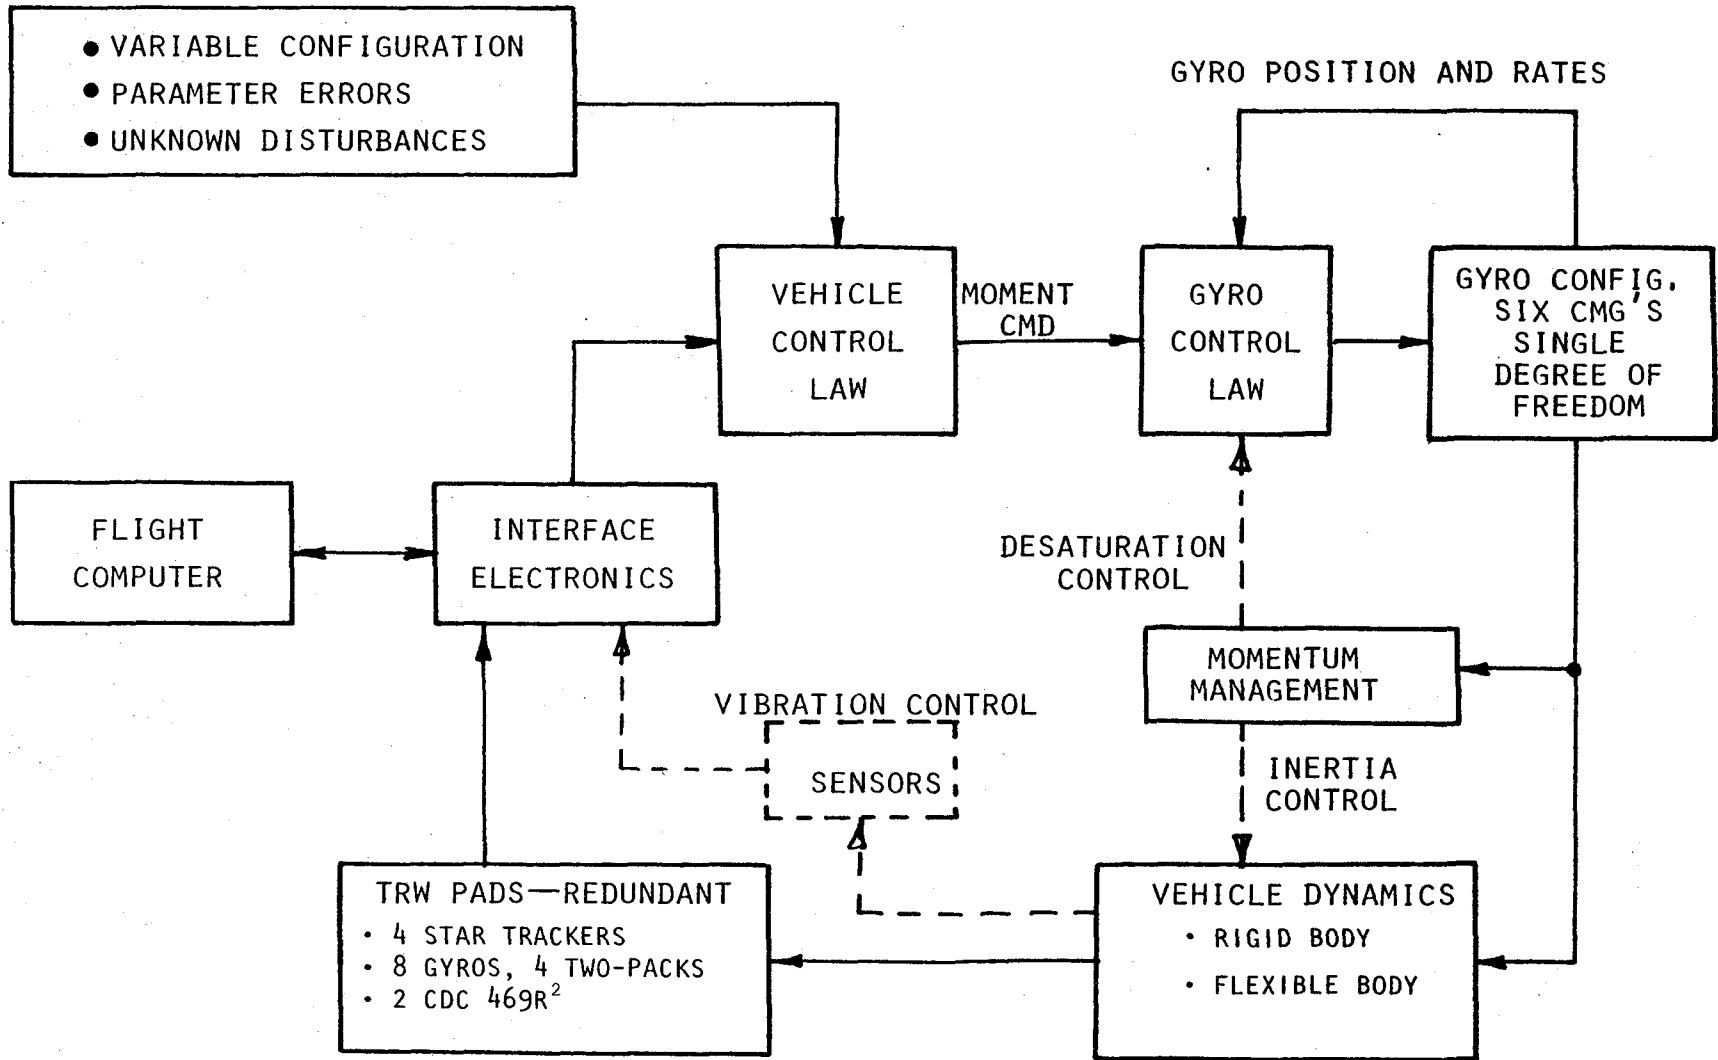 ● VARIABLE CONFIGURATION
● PARAMETER ERRORS
● UNKNOWN DISTURBANCES
GYRO POSITION AND RATES
VEHICLE
CONTROL
LAW
MOMENT
CMD
GYRO
CONTROL
LAW
GYRO CONFIG.
SIX CMG'S
SINGLE
DEGREE OF
FREEDOM
FLIGHT
COMPUTER
INTERFACE
ELECTRONICS
DESATURATION
CONTROL
MOMENTUM
MANAGEMENT
VIBRATION CONTROL
SENSORS
INERTIA
CONTROL
TRW PADS—REDUNDANT
· 4 STAR TRACKERS
· 8 GYROS, 4 TWO-PACKS
· 2 CDC 469R²
VEHICLE DYNAMICS
· RIGID BODY
· FLEXIBLE BODY